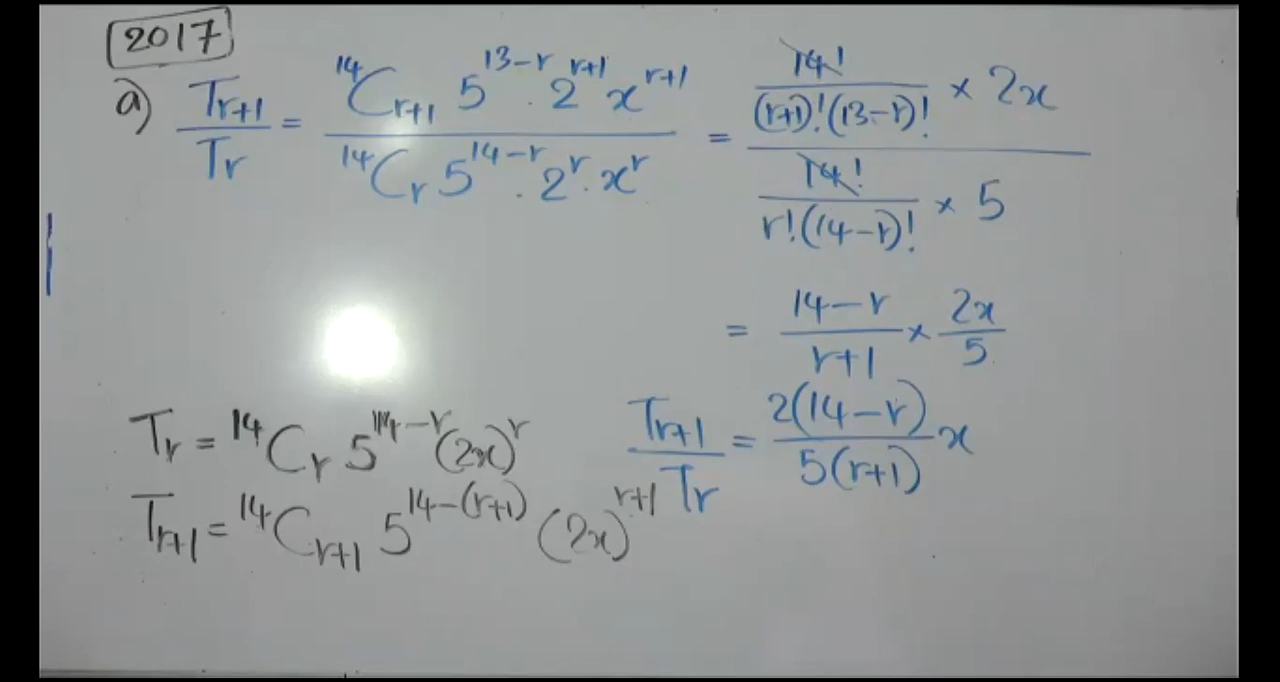 2017
a) Tr+1/Tr = ¹⁴Cr+1 5^(13-r) . 2^(r+1) x^(r+1) / ¹⁴Cr 5^(14-r) . 2^r . x^r = (14!/((r+1)!(13-r)!) × 2x) / (14!/(r!(14-r)!) × 5)
= (14-r)/(r+1) × 2x/5
Tr = ¹⁴Cr 5^(14-r) (2x)^r
Tr+1/Tr = 2(14-r)/5(r+1) x
Tr+1 = ¹⁴Cr+1 5^(14-(r+1)) (2x)^(r+1)